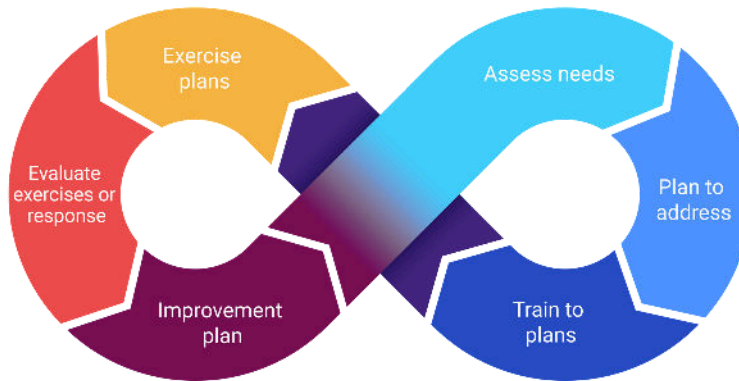 Exercise
plans
Assess needs
Evaluate
exercises or
response
Plan to
address
Improvement
plan
Train to
plans